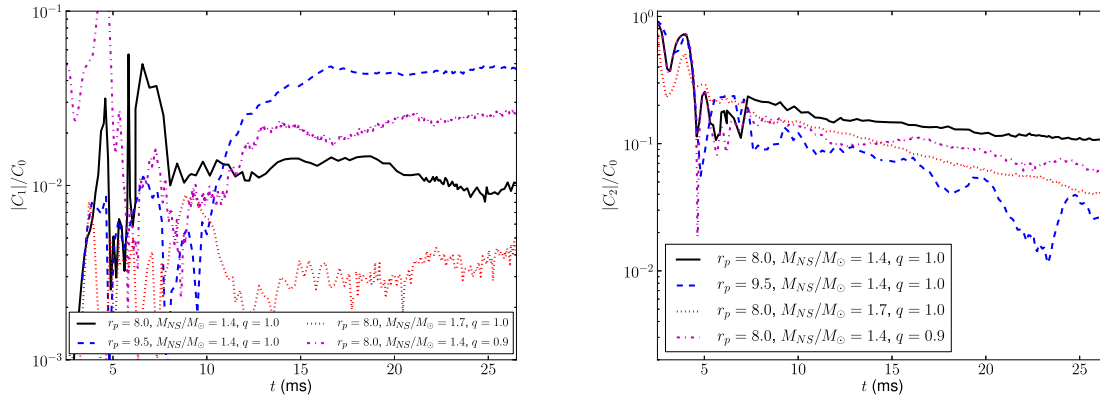 10⁻¹
10⁻²
10⁻³
|C₁|/C₀
5 10 15 20 25
t (ms)
r_p = 8.0, M_NS/M_⊙ = 1.4, q = 1.0
r_p = 9.5, M_NS/M_⊙ = 1.4, q = 1.0
r_p = 8.0, M_NS/M_⊙ = 1.7, q = 1.0
r_p = 8.0, M_NS/M_⊙ = 1.4, q = 0.9
10⁰
10⁻¹
10⁻²
|C₂|/C₀
5 10 15 20 25
t (ms)
r_p = 8.0, M_NS/M_⊙ = 1.4, q = 1.0
r_p = 9.5, M_NS/M_⊙ = 1.4, q = 1.0
r_p = 8.0, M_NS/M_⊙ = 1.7, q = 1.0
r_p = 8.0, M_NS/M_⊙ = 1.4, q = 0.9